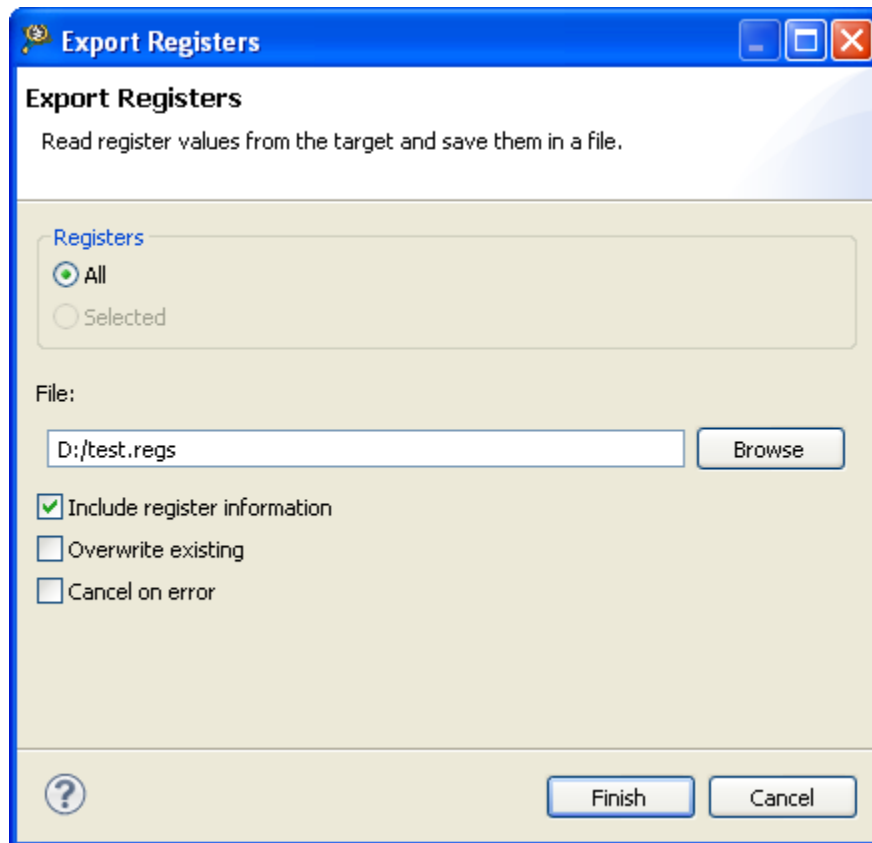 Export Registers
Export Registers
Read register values from the target and save them in a file.
Registers
All
Selected
File:
D:/test.regs
Browse
Include register information
Overwrite existing
Cancel on error
?
Finish Cancel